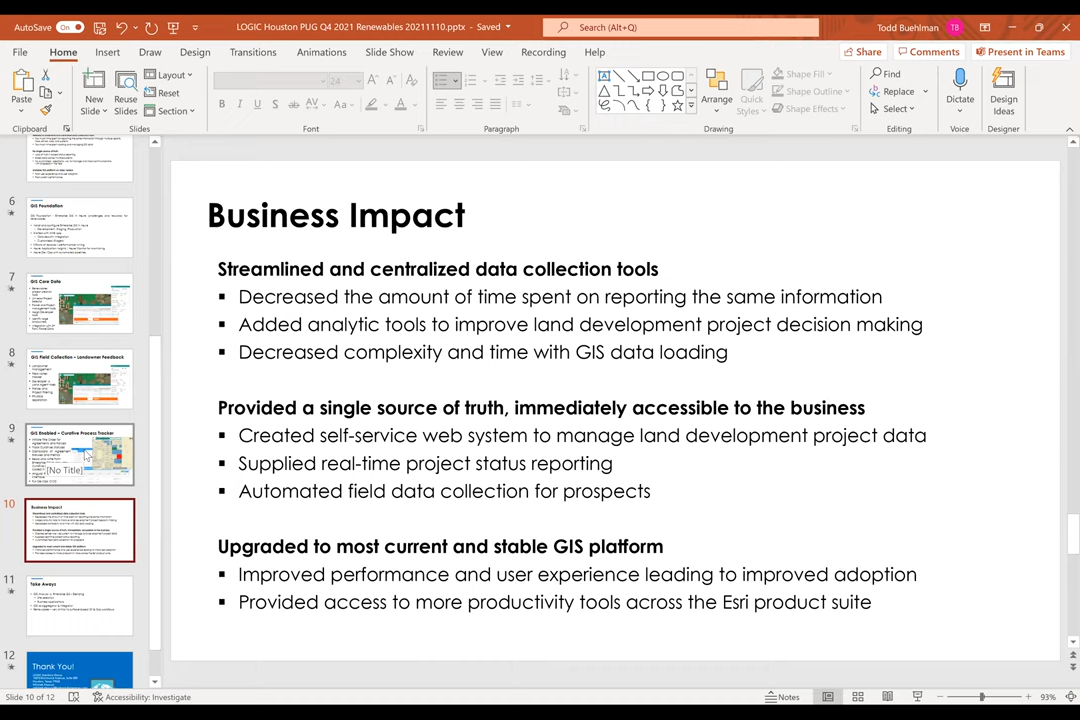 AutoSave On LOGIC Houston PUG Q4 2021 Renewables 20211110.pptx - Saved Search (Alt+Q) Todd Buehlman TB
File Home Insert Draw Design Transitions Animations Slide Show Review View Recording Help Share Comments Present in Teams
Paste New Slide Reuse Slides Layout Reset Section
24 A A A
B I U S ab AV Aa A
Arrange Quick Styles Shape Fill Shape Outline Shape Effects
Find Replace Select Dictate Design Ideas
Clipboard Slides Font Paragraph Drawing Editing Voice Designer
6
GIS Foundation
7
GIS Core Data
8
GIS Field Collection – Landowner Feedback
9
GIS Enabled – Curative Process Tracker
[No Title]
10
Business Impact
11
Take Aways
12
Thank You!
Business Impact
Streamlined and centralized data collection tools
▪ Decreased the amount of time spent on reporting the same information
▪ Added analytic tools to improve land development project decision making
▪ Decreased complexity and time with GIS data loading
Provided a single source of truth, immediately accessible to the business
▪ Created self-service web system to manage land development project data
▪ Supplied real-time project status reporting
▪ Automated field data collection for prospects
Upgraded to most current and stable GIS platform
▪ Improved performance and user experience leading to improved adoption
▪ Provided access to more productivity tools across the Esri product suite
Slide 10 of 12 Accessibility: Investigate Notes 93%